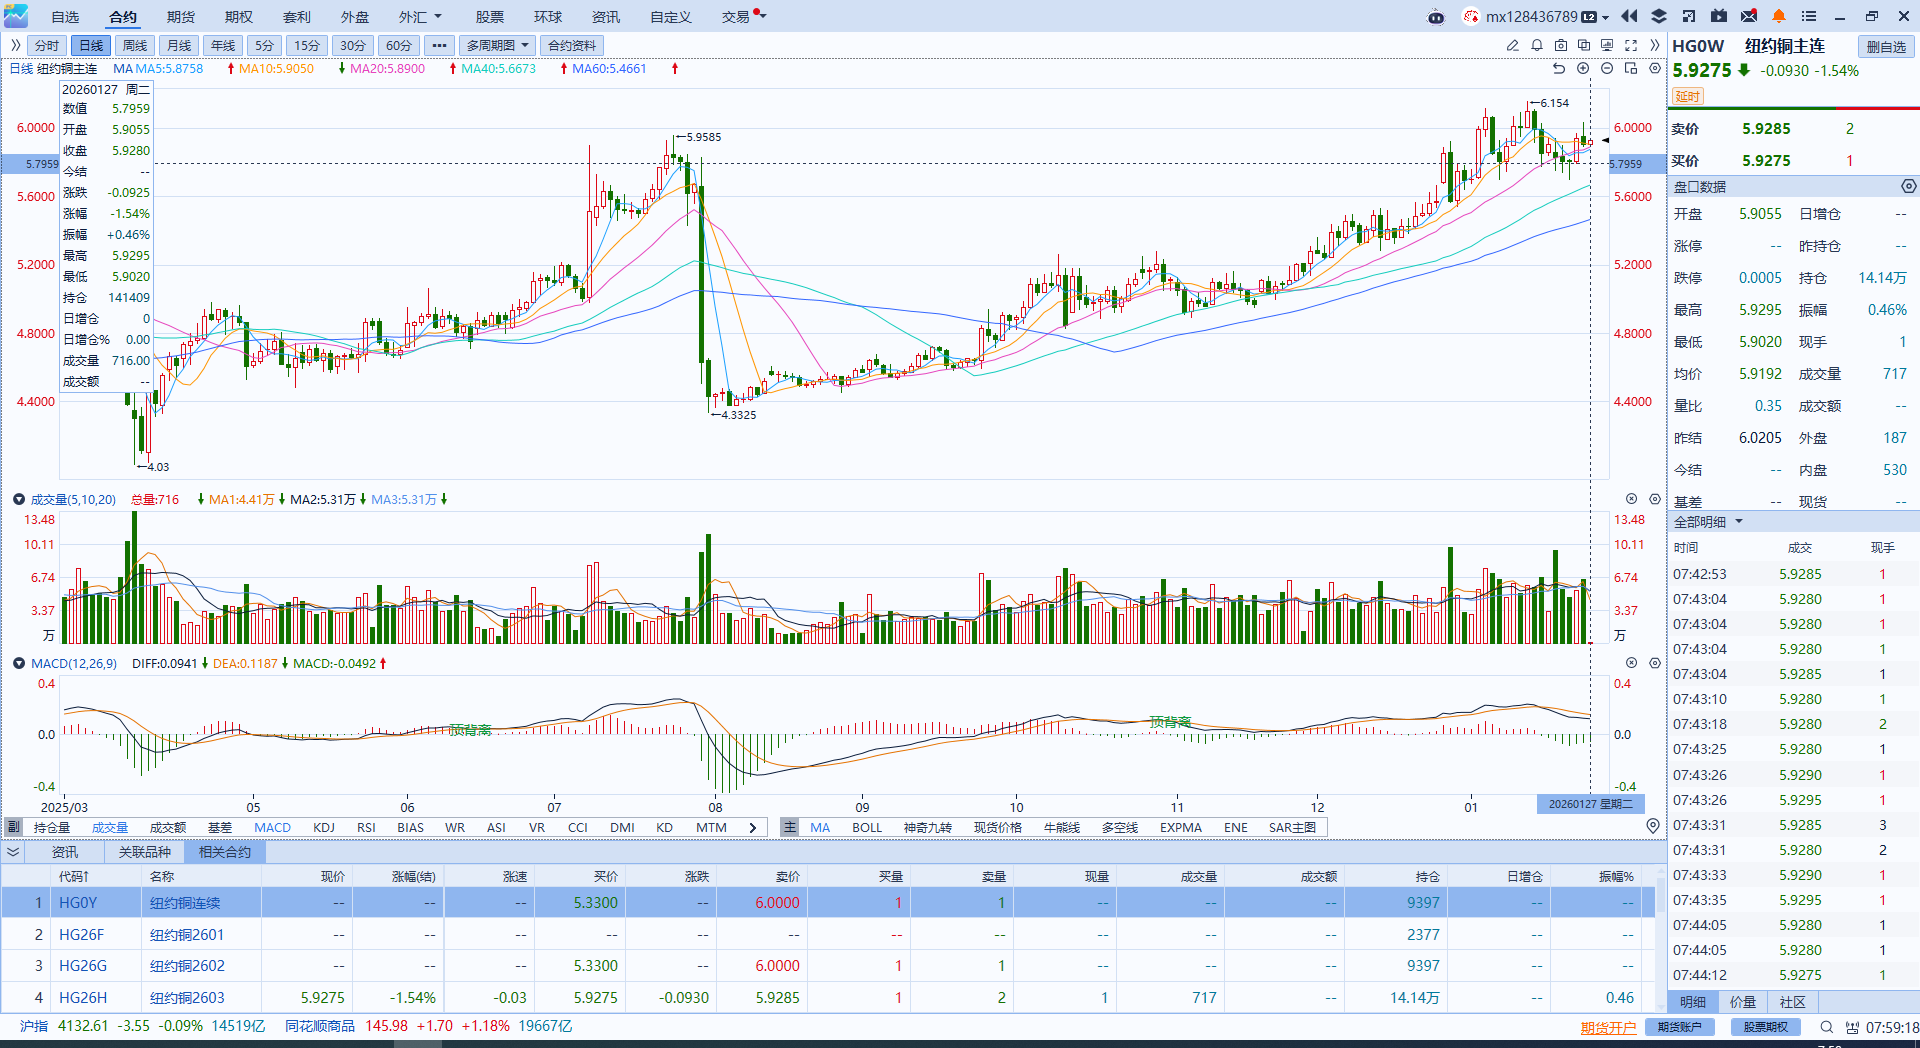 自选 合约 期货 期权 套利 外盘 外汇 股票 环球 资讯 自定义 交易 mx128436789 L2
分时 日线 周线 月线 年线 5分 15分 30分 60分 ••• 多周期图 合约资料
日线 纽约铜主连 MA MA5:5.8758 MA10:5.9050 MA20:5.8900 MA40:5.6673 MA60:5.4661
20260127 周二
数值 5.7959
开盘 5.9055
收盘 5.9280
今结 --
涨跌 -0.0925
涨幅 -1.54%
振幅 +0.46%
最高 5.9295
最低 5.9020
持仓 141409
日增仓 0
日增仓% 0.00
成交量 716.00
成交额 --
6.0000
5.7959
5.6000
5.2000
4.8000
4.4000
6.0000
5.7959
5.6000
5.2000
4.8000
4.4000
←6.154
←5.9585
←4.3325
←4.03
成交量(5,10,20) 总量:716 MA1:4.41万 MA2:5.31万 MA3:5.31万
13.48 13.48
10.11 10.11
6.74 6.74
3.37 3.37
万 万
MACD(12,26,9) DIFF:0.0941 DEA:0.1187 MACD:-0.0492
0.4 0.4
顶背离 顶背离
0.0 0.0
-0.4 -0.4
2025/03 05 06 07 08 09 10 11 12 01 20260127 星期二
副 持仓量 成交量 成交额 基差 MACD KDJ RSI BIAS WR ASI VR CCI DMI KD MTM 主 MA BOLL 神奇九转 现货价格 牛熊线 多空线 EXPMA ENE SAR主图
资讯 关联品种 相关合约
代码↑ 名称 现价 涨幅(结) 涨速 买价 涨跌 卖价 买量 卖量 现量 成交量 成交额 持仓 日增仓 振幅%
1 HG0Y 纽约铜连续 -- -- -- 5.3300 -- 6.0000 1 1 -- -- -- 9397 -- --
2 HG26F 纽约铜2601 -- -- -- -- -- -- -- -- -- -- -- 2377 -- --
3 HG26G 纽约铜2602 -- -- -- 5.3300 -- 6.0000 1 1 -- -- -- 9397 -- --
4 HG26H 纽约铜2603 5.9275 -1.54% -0.03 5.9275 -0.0930 5.9285 1 2 1 717 -- 14.14万 -- 0.46
沪指 4132.61 -3.55 -0.09% 14519亿 同花顺商品 145.98 +1.70 +1.18% 19667亿 期货开户 期货账户 股票期权 07:59:18
HG0W 纽约铜主连 删自选
5.9275 -0.0930 -1.54%
延时
卖价 5.9285 2
买价 5.9275 1
盘口数据
开盘 5.9055 日增仓 --
涨停 -- 昨持仓 --
跌停 0.0005 持仓 14.14万
最高 5.9295 振幅 0.46%
最低 5.9020 现手 1
均价 5.9192 成交量 717
量比 0.35 成交额 --
昨结 6.0205 外盘 187
今结 -- 内盘 530
基差 -- 现货 --
全部明细
时间 成交 现手
07:42:53 5.9285 1
07:43:04 5.9280 1
07:43:04 5.9285 1
07:43:04 5.9280 1
07:43:04 5.9285 1
07:43:10 5.9280 1
07:43:18 5.9280 2
07:43:25 5.9280 1
07:43:26 5.9290 1
07:43:26 5.9295 1
07:43:31 5.9285 3
07:43:31 5.9280 2
07:43:33 5.9290 1
07:43:35 5.9295 1
07:44:05 5.9285 1
07:44:05 5.9280 1
07:44:12 5.9275 1
明细 价量 社区